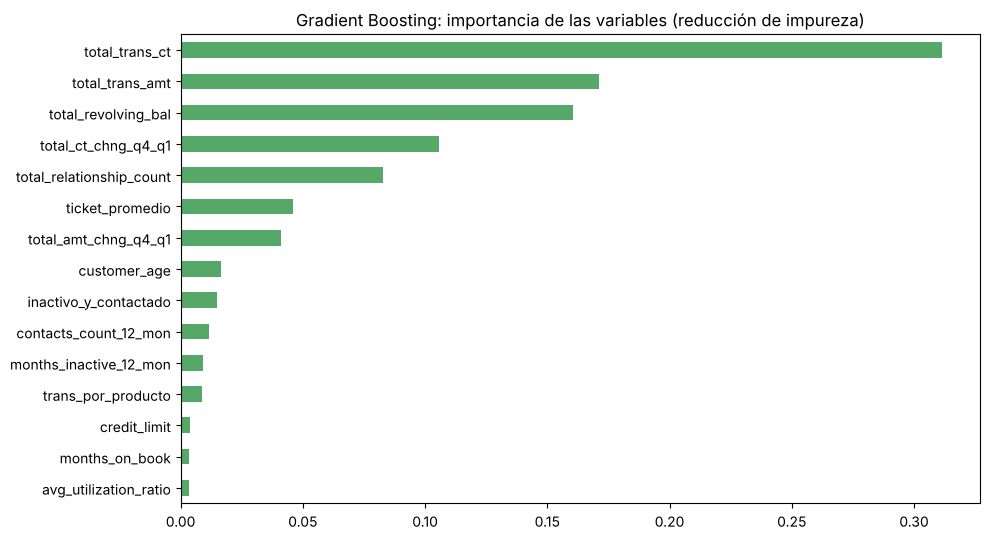 Gradient Boosting: importancia de las variables (reducción de impureza)
total_trans_ct
total_trans_amt
total_revolving_bal
total_ct_chng_q4_q1
total_relationship_count
ticket_promedio
total_amt_chng_q4_q1
customer_age
inactivo_y_contactado
contacts_count_12_mon
months_inactive_12_mon
trans_por_producto
credit_limit
months_on_book
avg_utilization_ratio
0.00 0.05 0.10 0.15 0.20 0.25 0.30